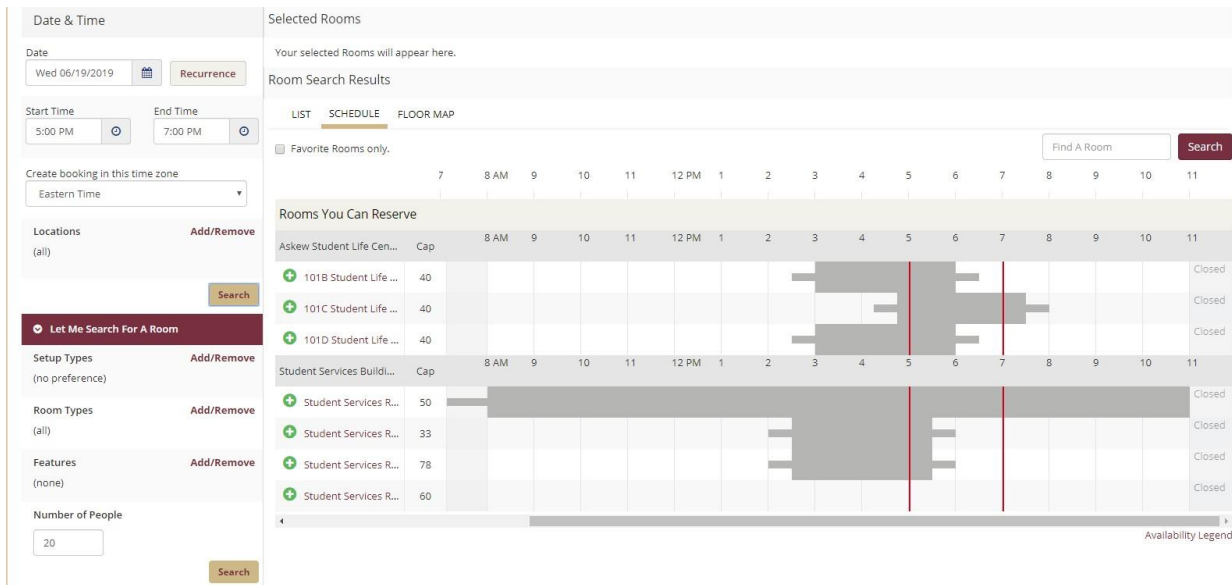 Date & Time
Date
Wed 06/19/2019
Recurrence
Start Time End Time
5:00 PM 7:00 PM
Create booking in this time zone
Eastern Time
Locations Add/Remove
(all)
Search
Let Me Search For A Room
Setup Types Add/Remove
(no preference)
Room Types Add/Remove
(all)
Features Add/Remove
(none)
Number of People
20
Search
Selected Rooms
Your selected Rooms will appear here.
Room Search Results
LIST SCHEDULE FLOOR MAP
Favorite Rooms only. Find A Room Search
7 8 AM 9 10 11 12 PM 1 2 3 4 5 6 7 8 9 10 11
Rooms You Can Reserve
Askew Student Life Cen... Cap 8 AM 9 10 11 12 PM 1 2 3 4 5 6 7 8 9 10 11
101B Student Life ... 40 Closed
101C Student Life ... 40 Closed
101D Student Life ... 40 Closed
Student Services Buildi... Cap 8 AM 9 10 11 12 PM 1 2 3 4 5 6 7 8 9 10 11
Student Services R... 50 Closed
Student Services R... 33 Closed
Student Services R... 78 Closed
Student Services R... 60 Closed
Availability Legend